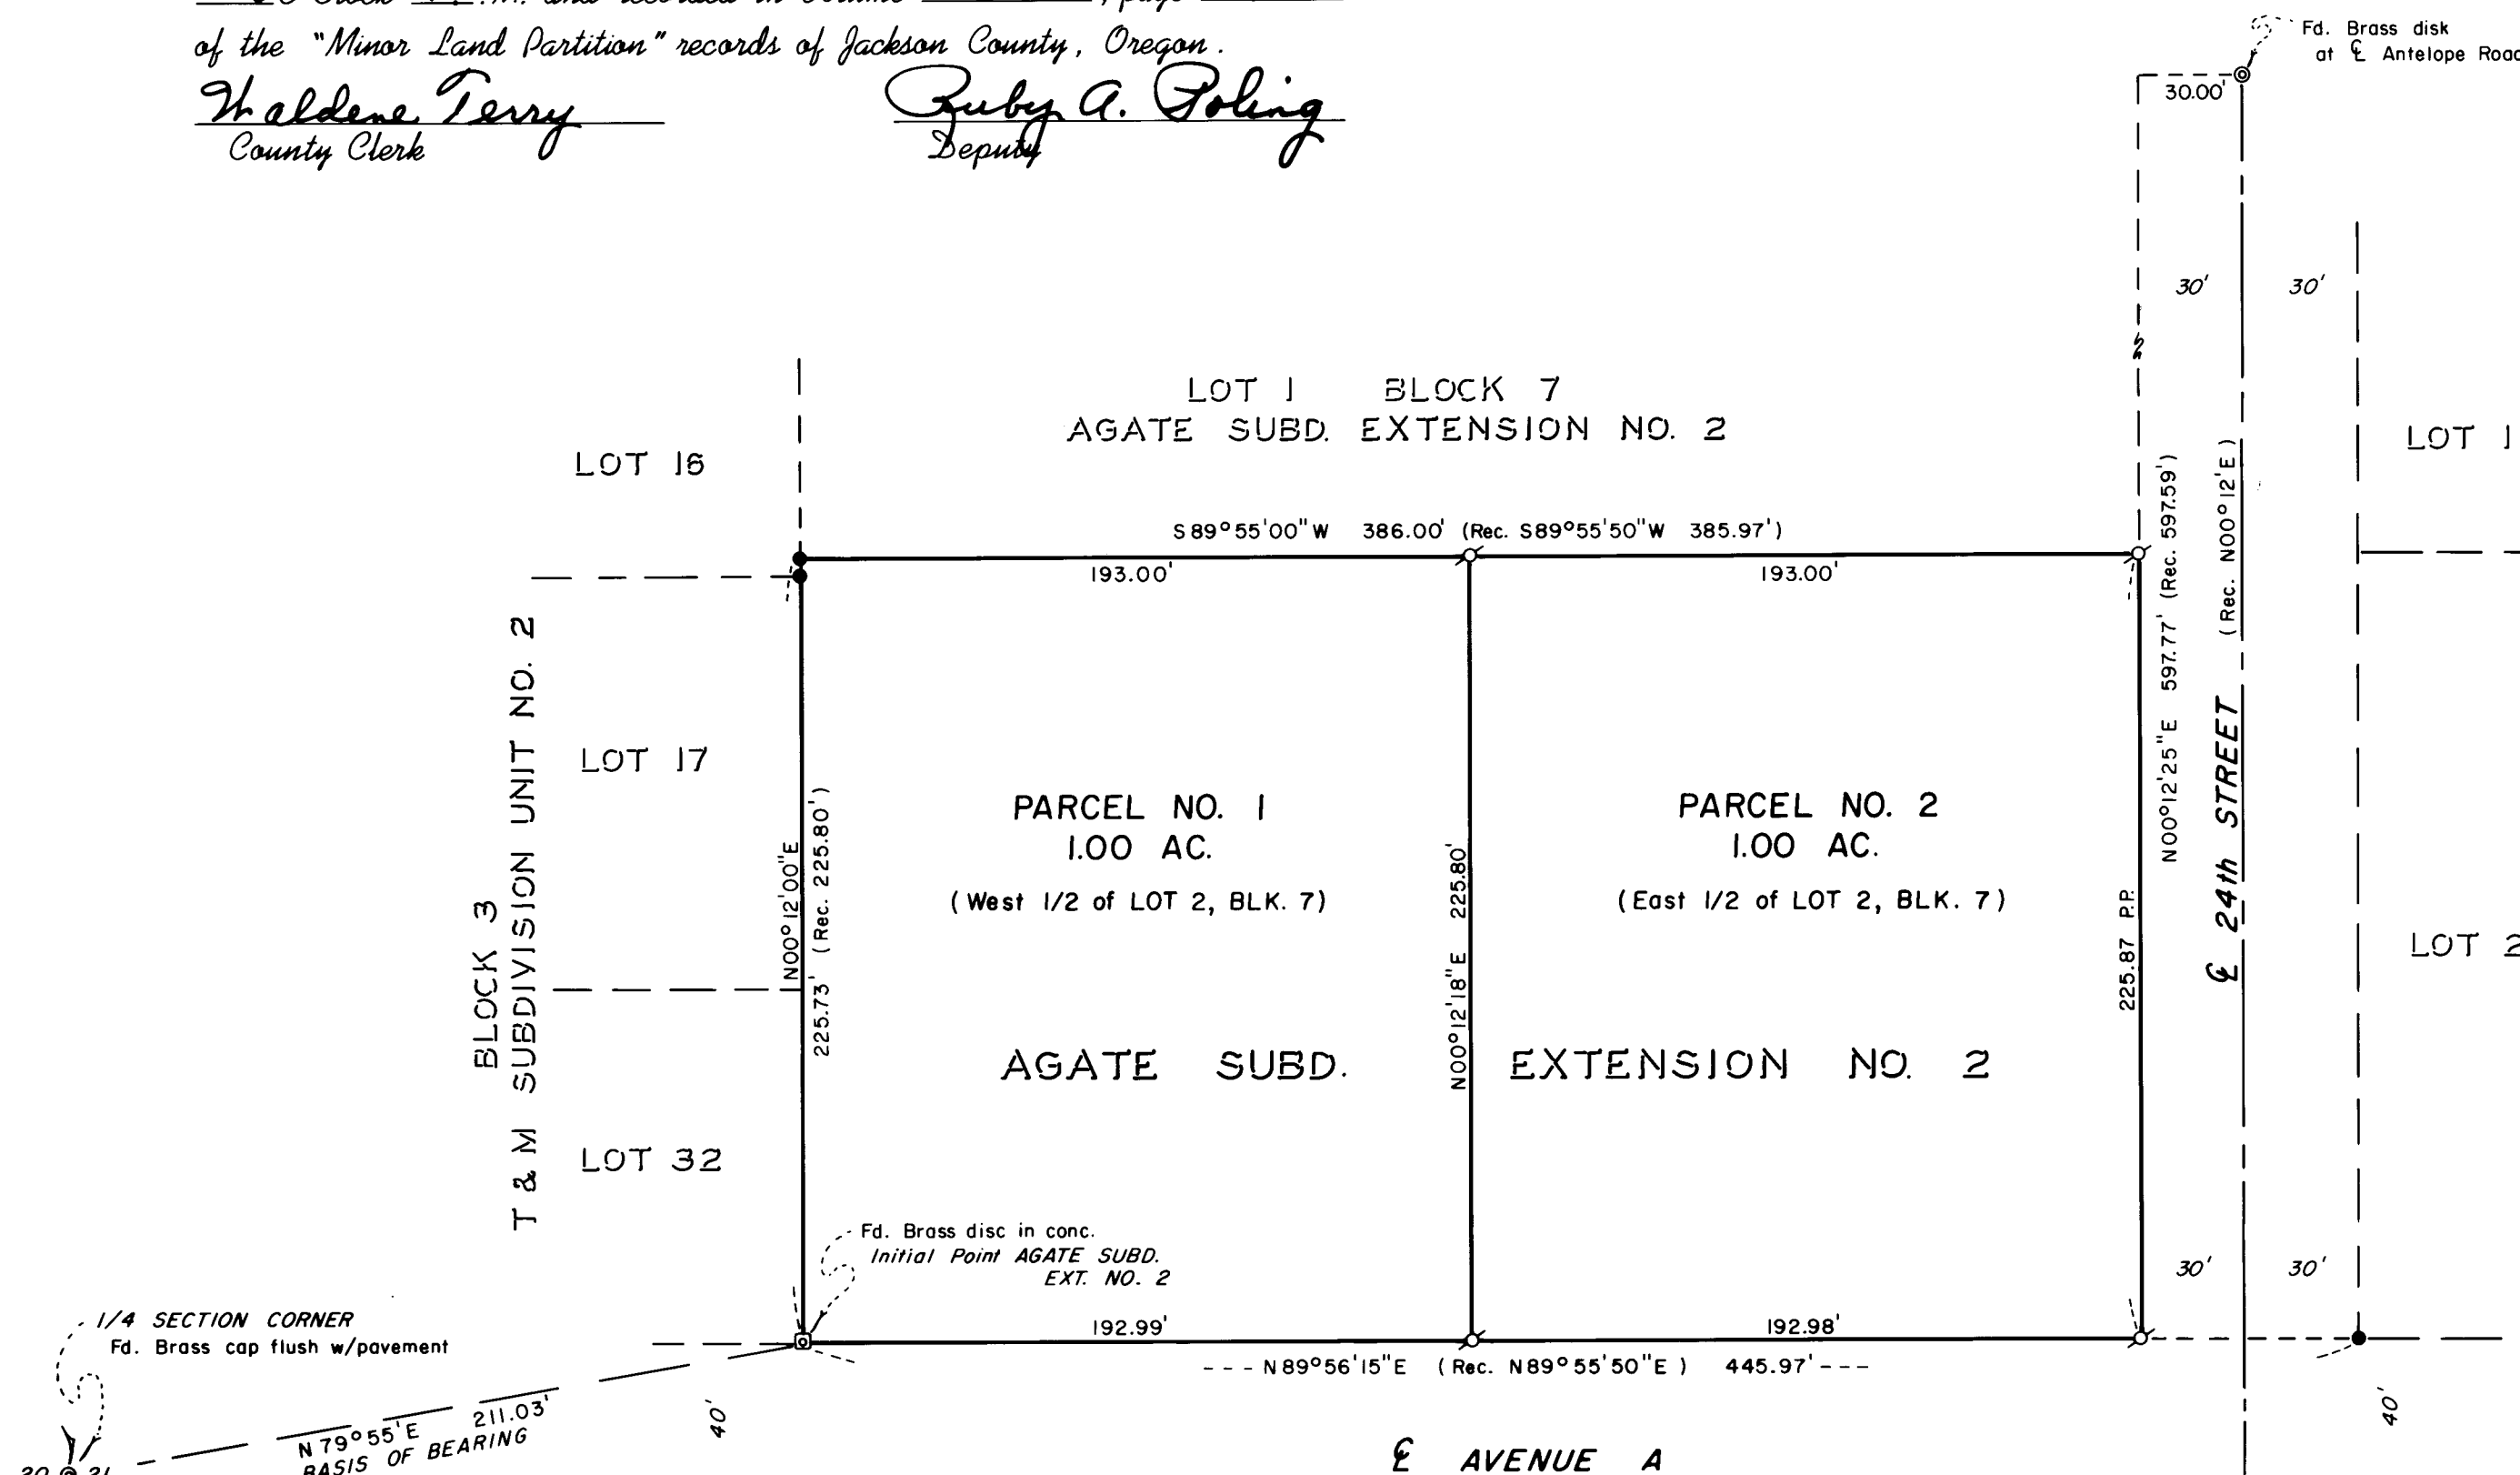 of the "Minor Land Partition" records of Jackson County, Oregon.
Waldene Terry
County Clerk
Ruby A. Poling
Deputy
Fd. Brass disk
at ℄ Antelope Road
30.00'
30'
30'
LOT 1 BLOCK 7
AGATE SUBD. EXTENSION NO. 2
LOT 16
LOT 1
S89°55'00"W 386.00' (Rec. S89°55'50"W 385.97')
193.00'
193.00'
N00°12'25"E 597.77' (Rec. 597.59')
(Rec. N00°12'E)
℄ 24th STREET
BLOCK 3
T & M SUBDIVISION UNIT NO. 2
LOT 17
N00°12'00"E
225.73' (Rec. 225.80')
PARCEL NO. 1
1.00 AC.
(West 1/2 of LOT 2, BLK. 7)
N00°12'18"E 225.80'
PARCEL NO. 2
1.00 AC.
(East 1/2 of LOT 2, BLK. 7)
225.87 P.P.
LOT 2
AGATE SUBD. EXTENSION NO. 2
LOT 32
Fd. Brass disc in conc.
Initial Point AGATE SUBD.
EXT. NO. 2
30'
30'
1/4 SECTION CORNER
Fd. Brass cap flush w/pavement
192.99'
192.98'
--- N89°56'15"E (Rec. N89°55'50"E) 445.97' ---
N79°55'E 211.03'
BASIS OF BEARING
40'
40'
℄ AVENUE A